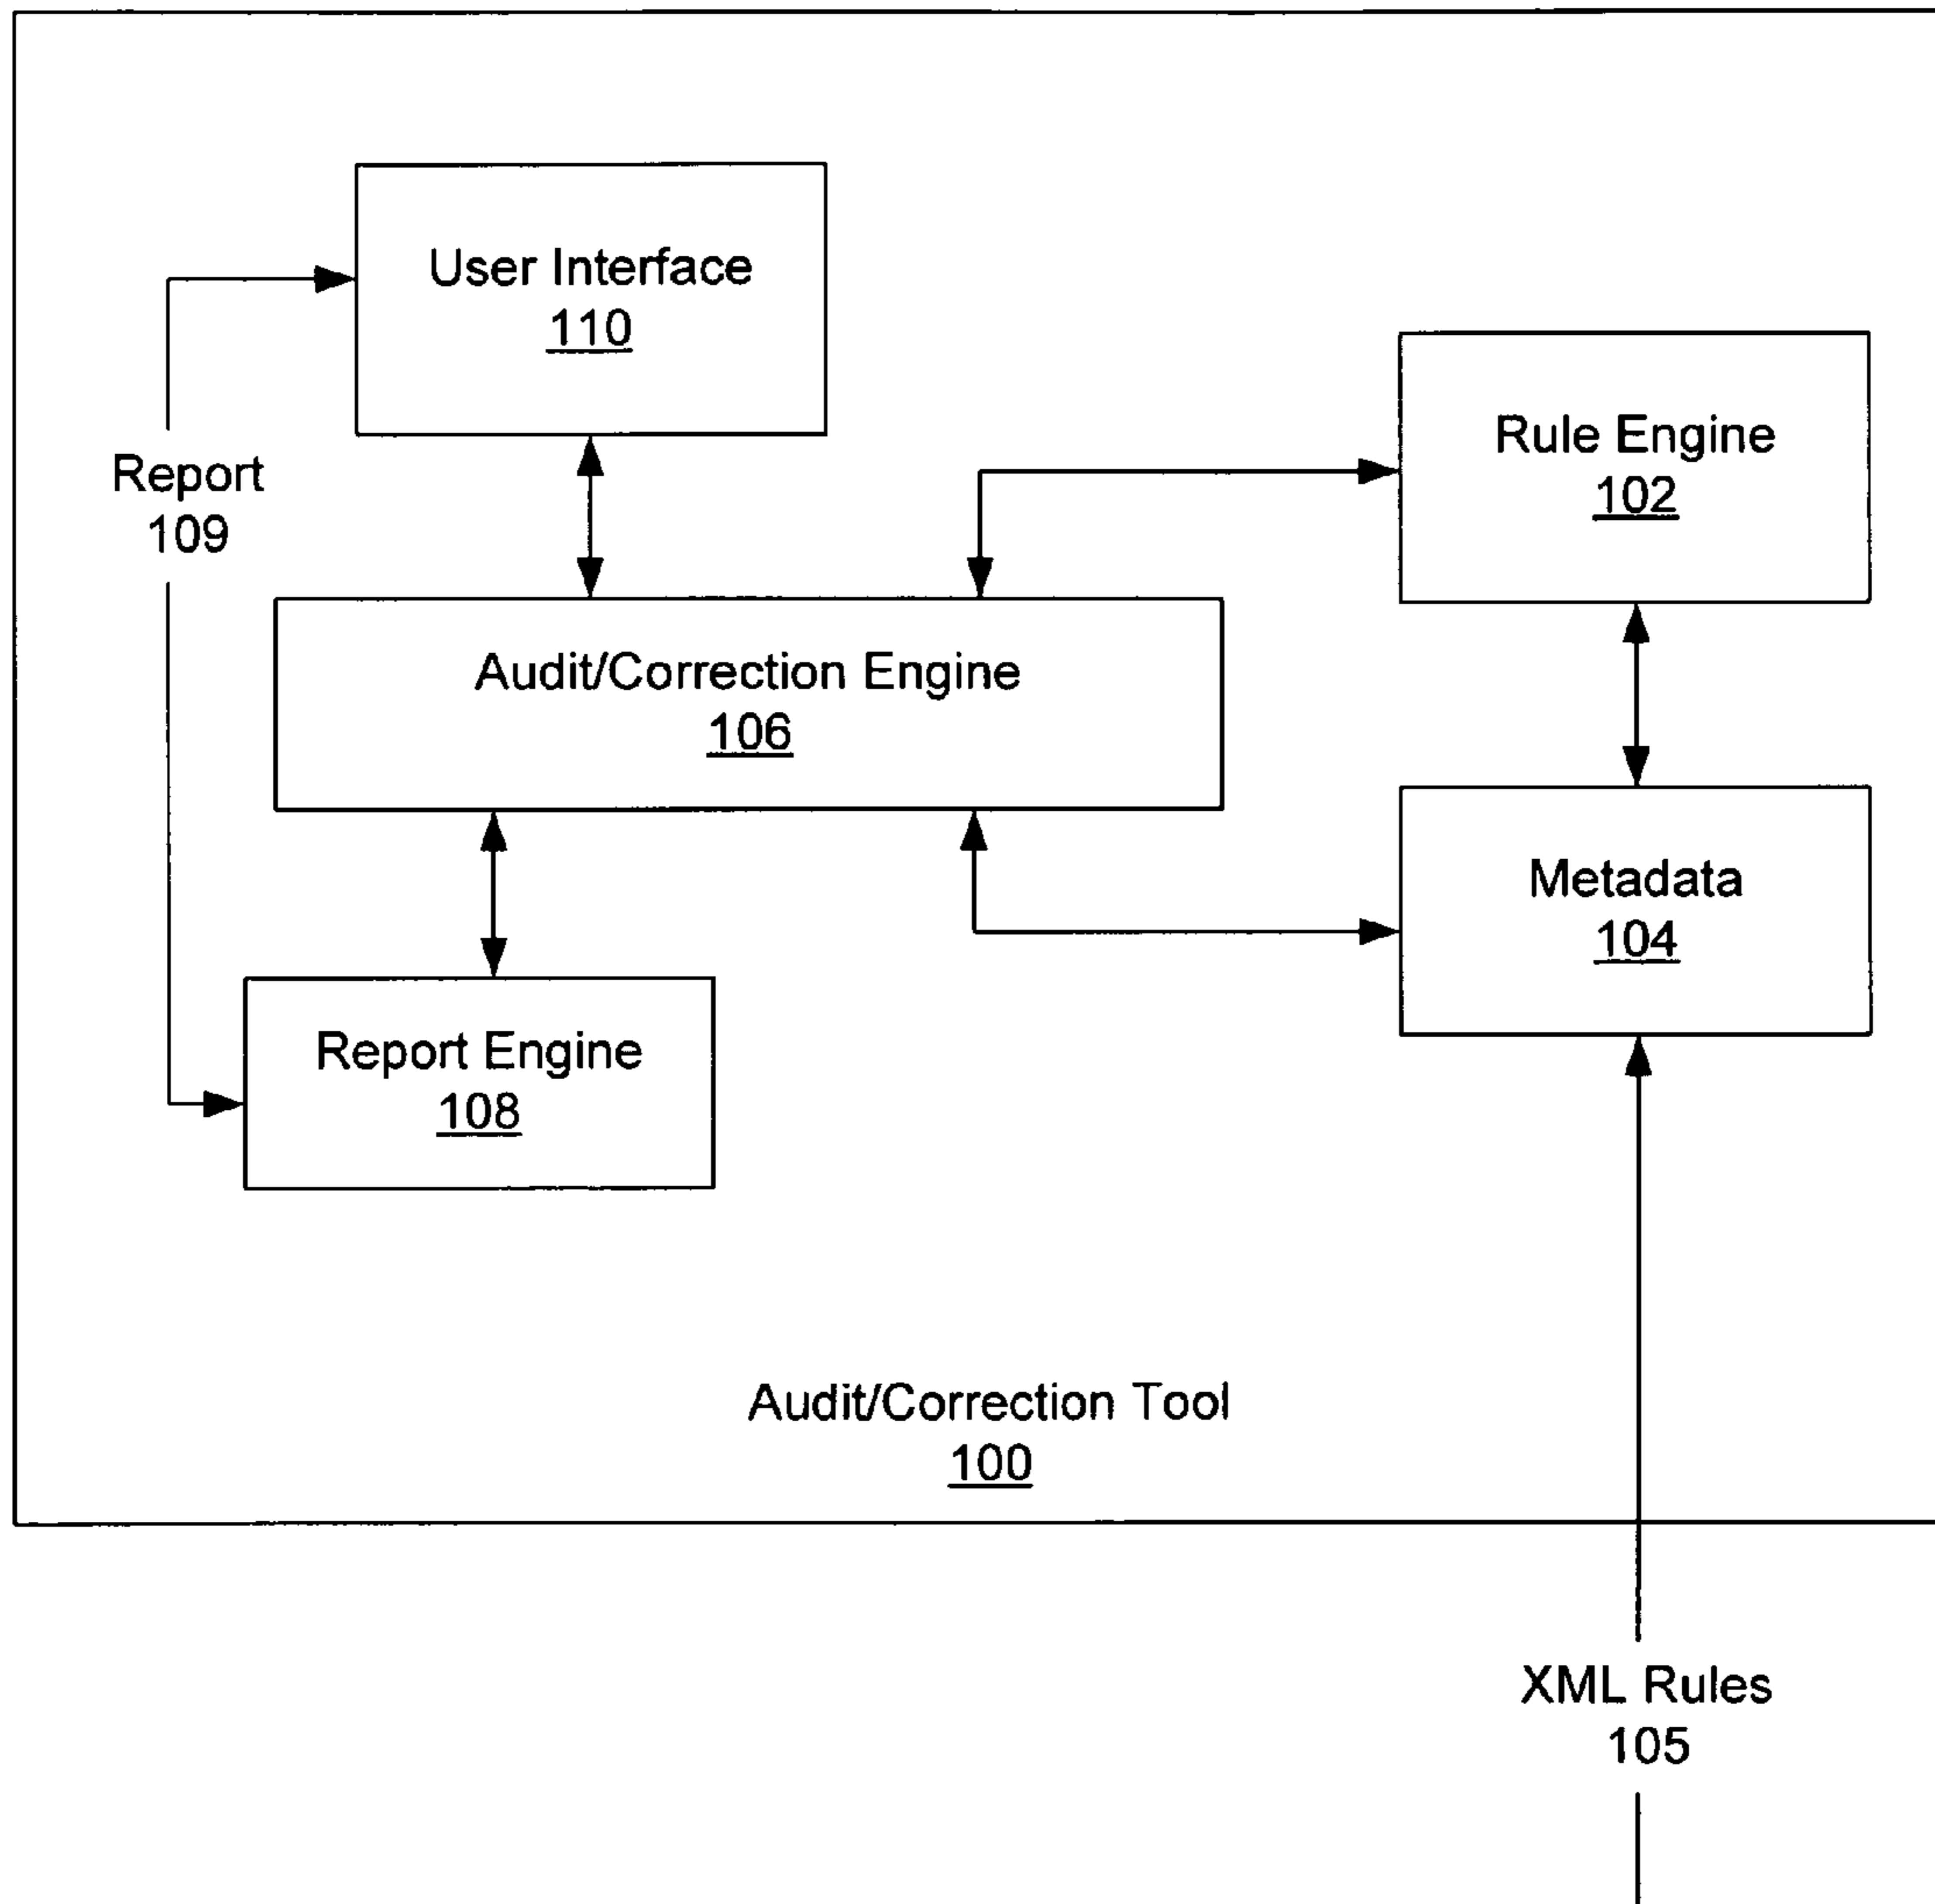 User Interface
110
Rule Engine
102
Report
109
Audit/Correction Engine
106
Metadata
104
Report Engine
108
Audit/Correction Tool
100
XML Rules
105